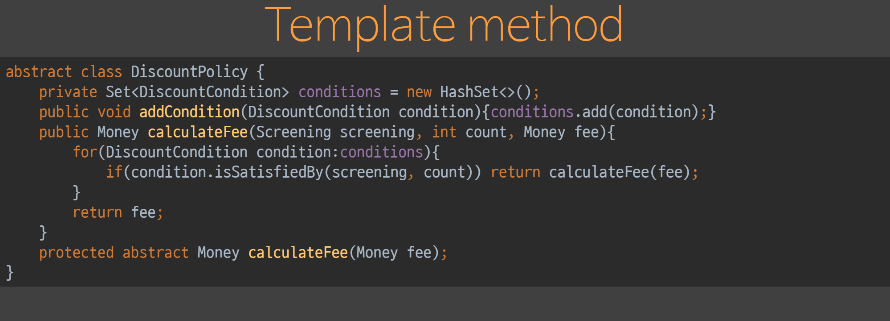 Template method
abstract class DiscountPolicy {
    private Set<DiscountCondition> conditions = new HashSet<>();
    public void addCondition(DiscountCondition condition){conditions.add(condition);}
    public Money calculateFee(Screening screening, int count, Money fee){
        for(DiscountCondition condition:conditions){
            if(condition.isSatisfiedBy(screening, count)) return calculateFee(fee);
        }
        return fee;
    }
    protected abstract Money calculateFee(Money fee);
}